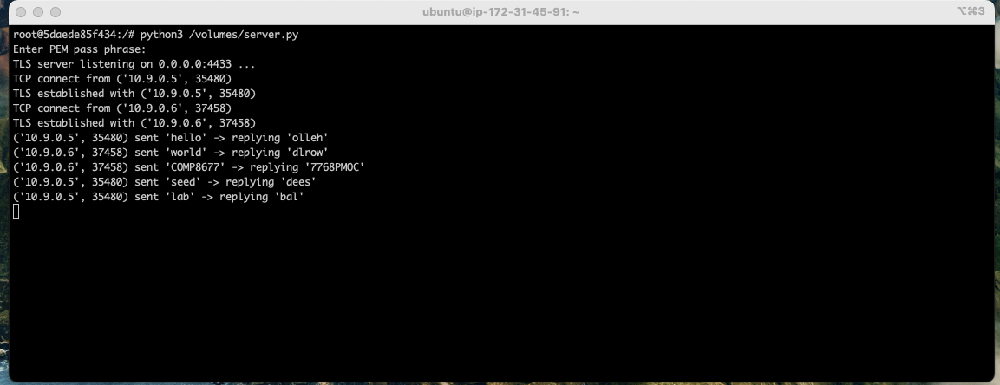 ubuntu@ip-172-31-45-91: ~
⌥⌘3
root@5daede85f434:/# python3 /volumes/server.py
Enter PEM pass phrase:
TLS server listening on 0.0.0.0:4433 ...
TCP connect from ('10.9.0.5', 35480)
TLS established with ('10.9.0.5', 35480)
TCP connect from ('10.9.0.6', 37458)
TLS established with ('10.9.0.6', 37458)
('10.9.0.5', 35480) sent 'hello' -> replying 'olleh'
('10.9.0.6', 37458) sent 'world' -> replying 'dlrow'
('10.9.0.6', 37458) sent 'COMP8677' -> replying '7768PMOC'
('10.9.0.5', 35480) sent 'seed' -> replying 'dees'
('10.9.0.5', 35480) sent 'lab' -> replying 'bal'